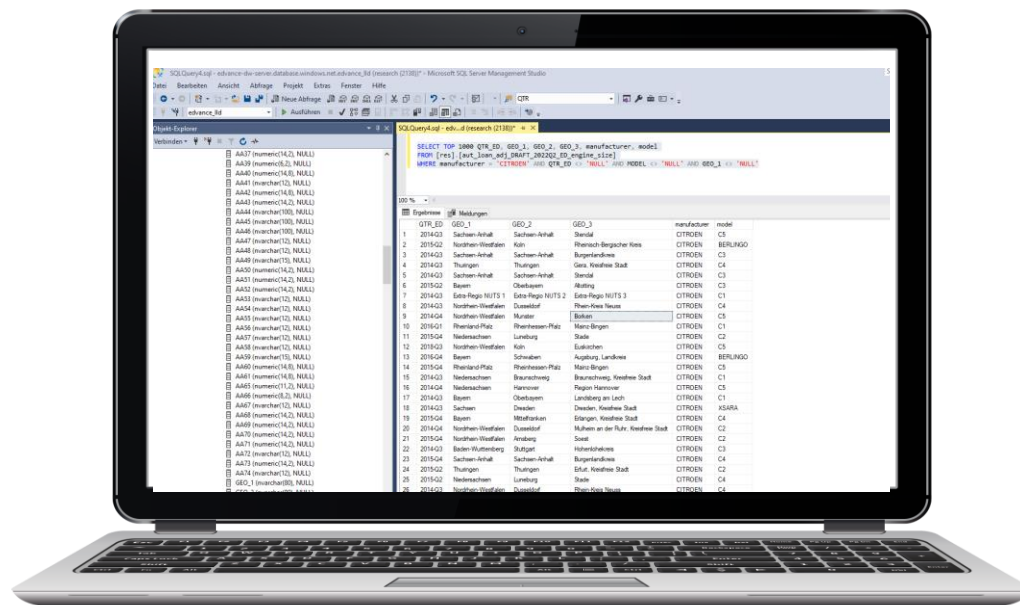 SQLQuery4.sql - edvance-dw-server.database.windows.net.edvance_lld (research (2138))* - Microsoft SQL Server Management Studio
Datei Bearbeiten Ansicht Abfrage Projekt Extras Fenster Hilfe
Neue Abfrage QTR
edvance_lld Ausführen
Objekt-Explorer
SQLQuery4.sql - edv...d (research (2138))*
Verbinden
SELECT TOP 1000 QTR_ED, GEO_1, GEO_2, GEO_3, manufacturer, model
FROM [res].[aut_loan_adj_DRAFT_2022Q2_ED_engine_size]
WHERE manufacturer = 'CITROEN' AND QTR_ED <> 'NULL' AND MODEL <> 'NULL' AND GEO_1 <> 'NULL'
100 %
Ergebnisse Meldungen
AA37 (numeric(14,2), NULL)
AA39 (numeric(6,2), NULL)
AA40 (numeric(14,8), NULL)
AA41 (nvarchar(12), NULL)
AA42 (numeric(14,8), NULL)
AA43 (numeric(14,2), NULL)
AA44 (nvarchar(100), NULL)
AA45 (nvarchar(100), NULL)
AA46 (nvarchar(100), NULL)
AA47 (nvarchar(12), NULL)
AA48 (nvarchar(12), NULL)
AA49 (nvarchar(15), NULL)
AA50 (numeric(14,2), NULL)
AA51 (numeric(14,2), NULL)
AA52 (numeric(14,2), NULL)
AA53 (nvarchar(12), NULL)
AA54 (nvarchar(12), NULL)
AA55 (nvarchar(12), NULL)
AA56 (nvarchar(12), NULL)
AA57 (nvarchar(12), NULL)
AA58 (nvarchar(12), NULL)
AA59 (nvarchar(15), NULL)
AA60 (numeric(14,8), NULL)
AA61 (numeric(14,8), NULL)
AA65 (numeric(11,2), NULL)
AA66 (numeric(8,2), NULL)
AA67 (nvarchar(12), NULL)
AA68 (numeric(14,2), NULL)
AA69 (numeric(14,2), NULL)
AA70 (numeric(14,2), NULL)
AA71 (numeric(14,2), NULL)
AA72 (nvarchar(12), NULL)
AA73 (numeric(14,2), NULL)
AA74 (nvarchar(12), NULL)
GEO_1 (nvarchar(80), NULL)
QTR_ED GEO_1 GEO_2 GEO_3 manufacturer model
1 2014-Q3 Sachsen-Anhalt Sachsen-Anhalt Stendal CITROEN C5
2 2015-Q2 Nordrhein-Westfalen Koln Rheinisch-Bergischer Kreis CITROEN BERLINGO
3 2014-Q3 Sachsen-Anhalt Sachsen-Anhalt Burgenlandkreis CITROEN C3
4 2014-Q3 Thuringen Thuringen Gera, Kreisfreie Stadt CITROEN C4
5 2014-Q3 Sachsen-Anhalt Sachsen-Anhalt Stendal CITROEN C3
6 2015-Q2 Bayern Oberbayern Altotting CITROEN C3
7 2014-Q3 Extra-Regio NUTS 1 Extra-Regio NUTS 2 Extra-Regio NUTS 3 CITROEN C1
8 2014-Q3 Nordrhein-Westfalen Dusseldorf Rhein-Kreis Neuss CITROEN C4
9 2014-Q4 Nordrhein-Westfalen Munster Borken CITROEN C5
10 2016-Q1 Rheinland-Pfalz Rheinhessen-Pfalz Mainz-Bingen CITROEN C1
11 2015-Q4 Niedersachsen Luneburg Stade CITROEN C2
12 2018-Q3 Nordrhein-Westfalen Koln Euskirchen CITROEN C5
13 2016-Q4 Bayern Schwaben Augsburg, Landkreis CITROEN BERLINGO
14 2015-Q4 Rheinland-Pfalz Rheinhessen-Pfalz Mainz-Bingen CITROEN C5
15 2014-Q3 Niedersachsen Braunschweig Braunschweig, Kreisfreie Stadt CITROEN C1
16 2014-Q4 Niedersachsen Hannover Region Hannover CITROEN C5
17 2014-Q3 Bayern Oberbayern Landsberg am Lech CITROEN C1
18 2014-Q3 Sachsen Dresden Dresden, Kreisfreie Stadt CITROEN XSARA
19 2015-Q4 Bayern Mittelfranken Erlangen, Kreisfreie Stadt CITROEN C4
20 2014-Q4 Nordrhein-Westfalen Dusseldorf Mulheim an der Ruhr, Kreisfreie Stadt CITROEN C2
21 2015-Q4 Nordrhein-Westfalen Arnsberg Soest CITROEN C2
22 2014-Q3 Baden-Wurttemberg Stuttgart Hohenlohekreis CITROEN C3
23 2015-Q4 Sachsen-Anhalt Sachsen-Anhalt Burgenlandkreis CITROEN C4
24 2015-Q2 Thuringen Thuringen Erfurt, Kreisfreie Stadt CITROEN C2
25 2015-Q2 Niedersachsen Luneburg Stade CITROEN C4
26 2014-Q3 Nordrhein-Westfalen Dusseldorf Rhein-Kreis Neuss CITROEN C4